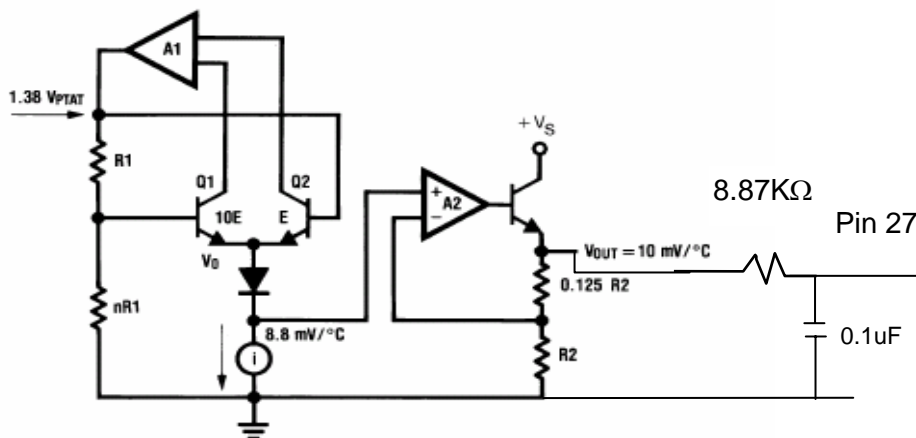 A1
1.38 VPTAT
+VS
R1
Q1
Q2
8.87KΩ
A2
+
−
10E
E
Pin 27
V0
VOUT = 10 mV/°C
0.125 R2
nR1
8.8 mV/°C
0.1uF
i
R2